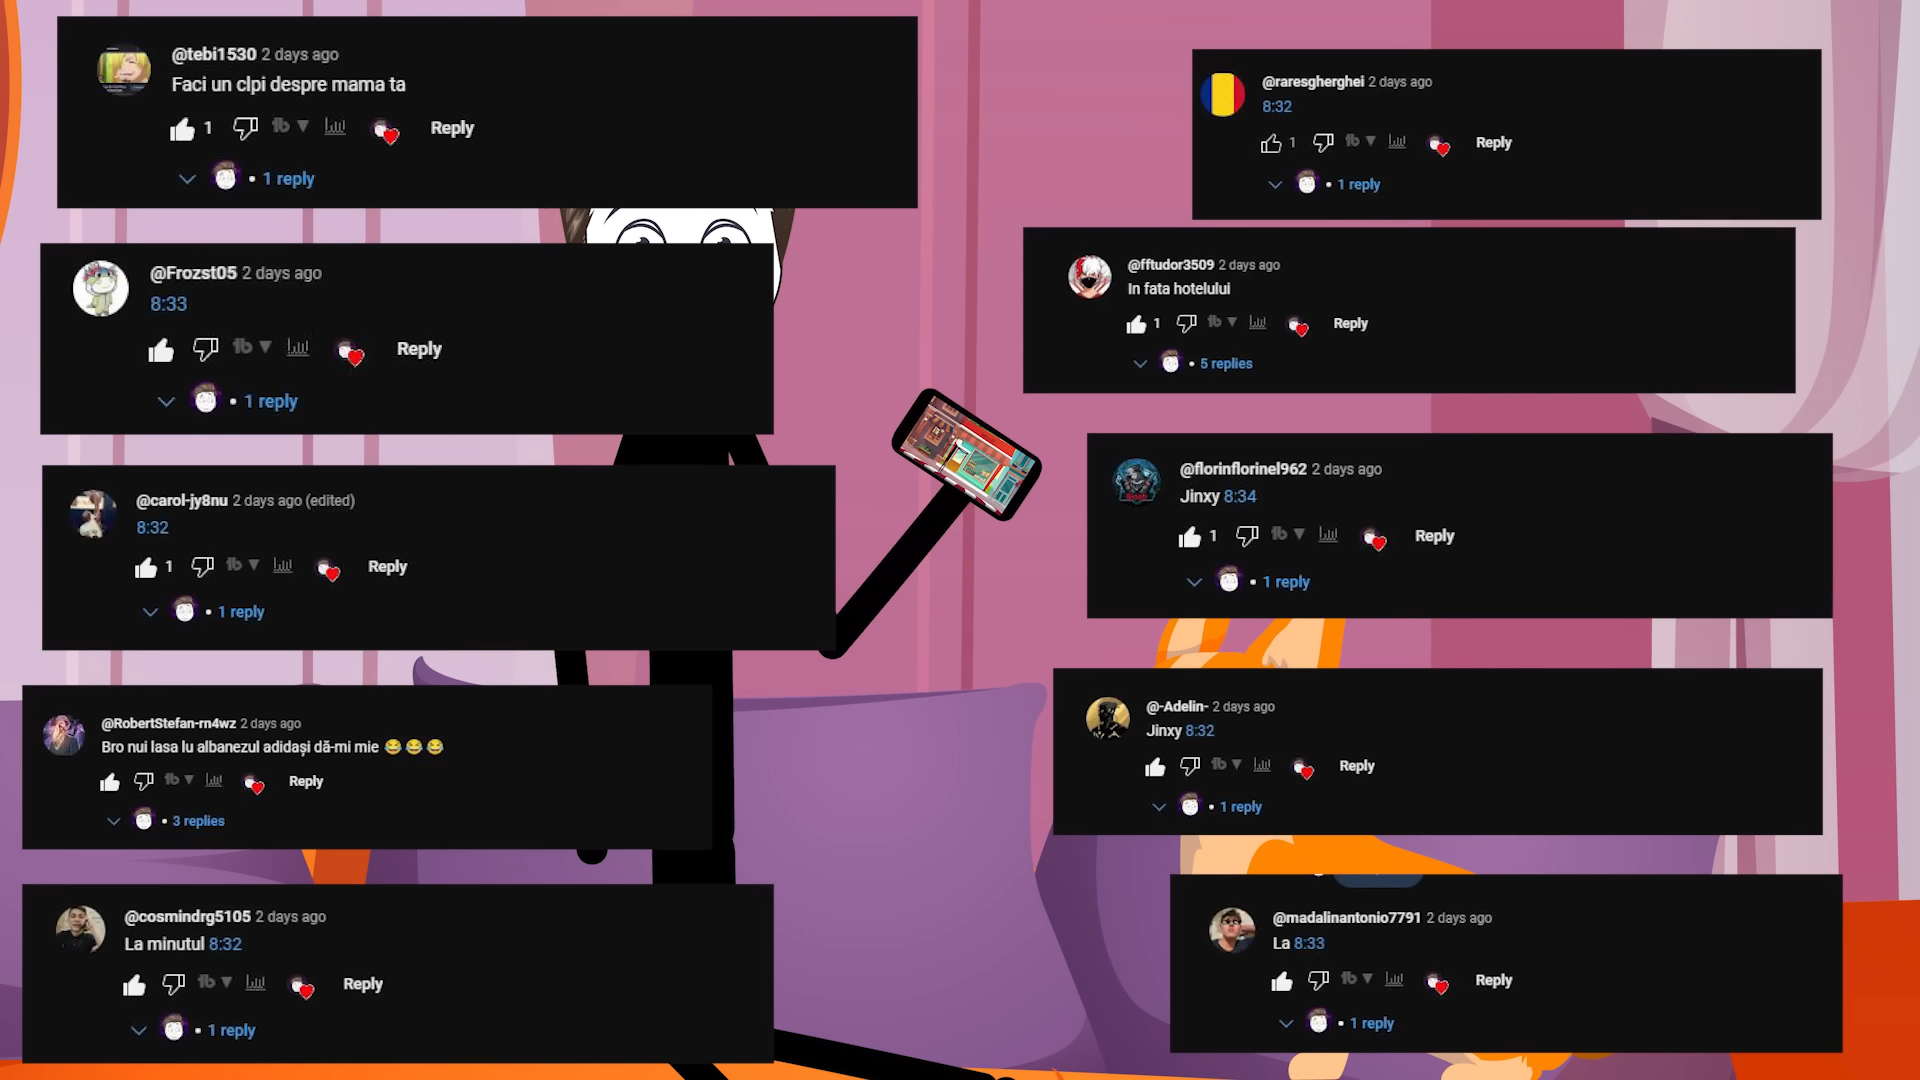 @tebi1530 2 days ago
Faci un clpi despre mama ta
1 Reply
1 reply
@Frozst05 2 days ago
8:33
Reply
1 reply
@carol-jy8nu 2 days ago (edited)
8:32
1 Reply
1 reply
@RobertStefan-rn4wz 2 days ago
Bro nui lasa lu albanezul adidași dă-mi mie 😂😂😂
Reply
3 replies
@cosmindrg5105 2 days ago
La minutul 8:32
Reply
1 reply
@raresgherghei 2 days ago
8:32
1 Reply
1 reply
@fftudor3509 2 days ago
In fata hotelului
1 Reply
5 replies
@florinflorinel962 2 days ago
Jinxy 8:34
1 Reply
1 reply
@-Adelin- 2 days ago
Jinxy 8:32
Reply
1 reply
@madalinantonio7791 2 days ago
La 8:33
Reply
1 reply